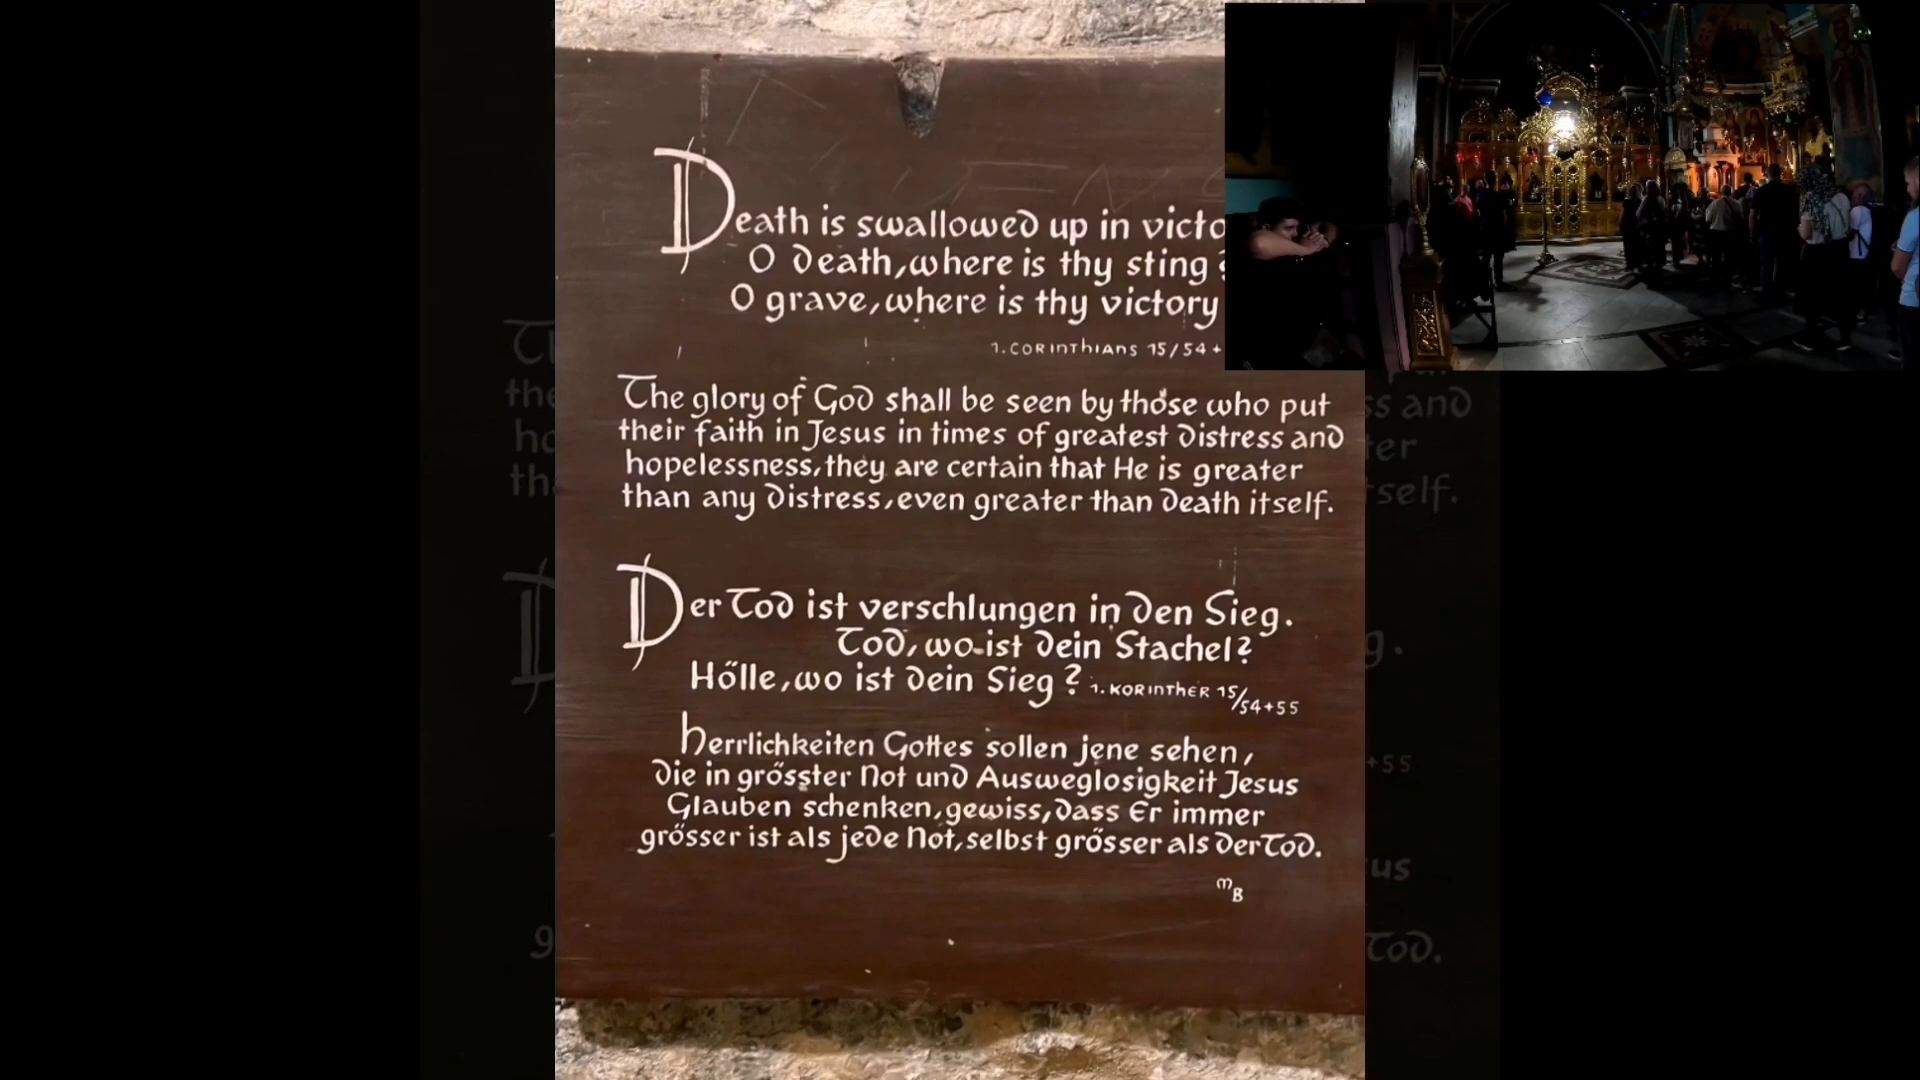 Death is swallowed up in
O death, where is thy sting ?
O grave, where is thy victory
1. CORINTHIANS 15/54 +
The glory of God shall be seen by those who put
their faith in Jesus in times of greatest distress and
hopelessness, they are certain that He is greater
than any distress, even greater than death itself.
Der Tod ist verschlungen in den Sieg.
Tod, wo ist dein Stachel?
Hőlle, wo ist dein Sieg? 1. KORINTHER 15/54+55
Herrlichkeiten Gottes sollen jene sehen,
die in grősster Not und Ausweglosigkeit Jesus
Glauben schenken, gewiss, dass Er immer
grősser ist als jede Not, selbst grősser als der Tod.
MB